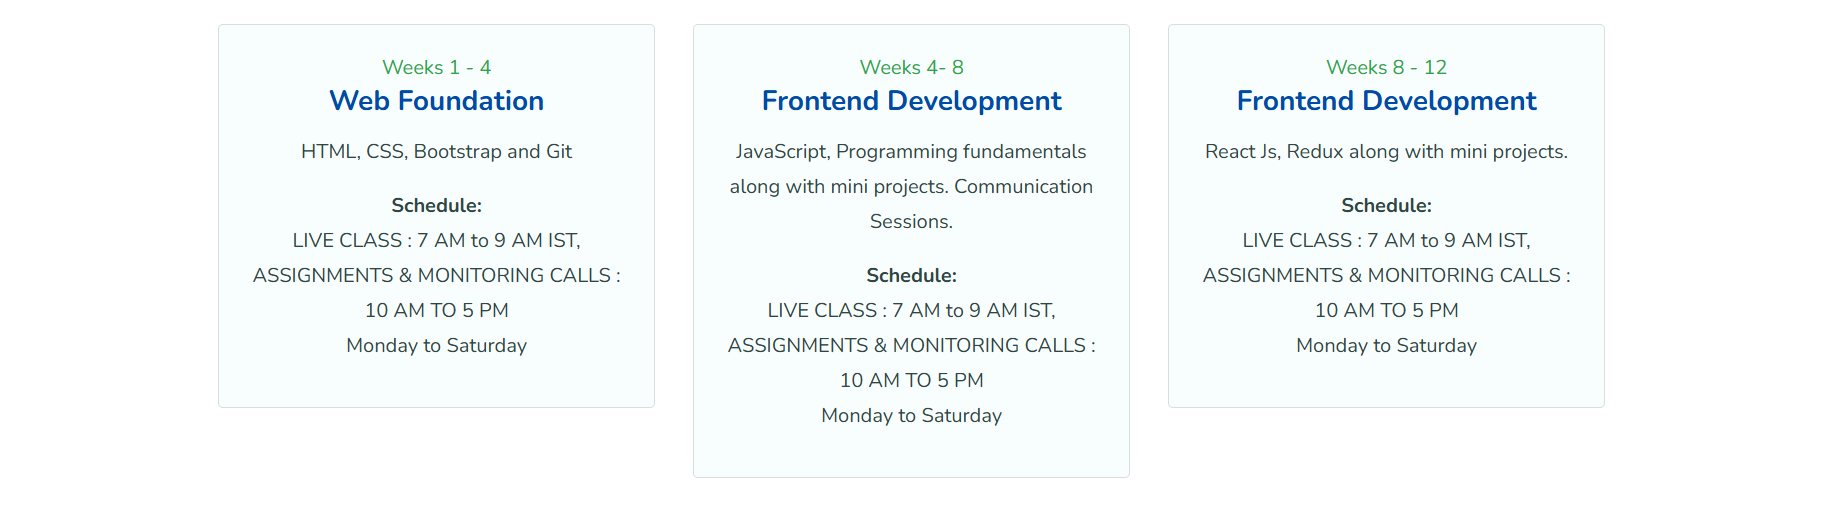 Weeks 1 - 4
Web Foundation
HTML, CSS, Bootstrap and Git
Schedule:
LIVE CLASS : 7 AM to 9 AM IST,
ASSIGNMENTS & MONITORING CALLS :
10 AM TO 5 PM
Monday to Saturday
Weeks 4- 8
Frontend Development
JavaScript, Programming fundamentals
along with mini projects. Communication
Sessions.
Schedule:
LIVE CLASS : 7 AM to 9 AM IST,
ASSIGNMENTS & MONITORING CALLS :
10 AM TO 5 PM
Monday to Saturday
Weeks 8 - 12
Frontend Development
React Js, Redux along with mini projects.
Schedule:
LIVE CLASS : 7 AM to 9 AM IST,
ASSIGNMENTS & MONITORING CALLS :
10 AM TO 5 PM
Monday to Saturday